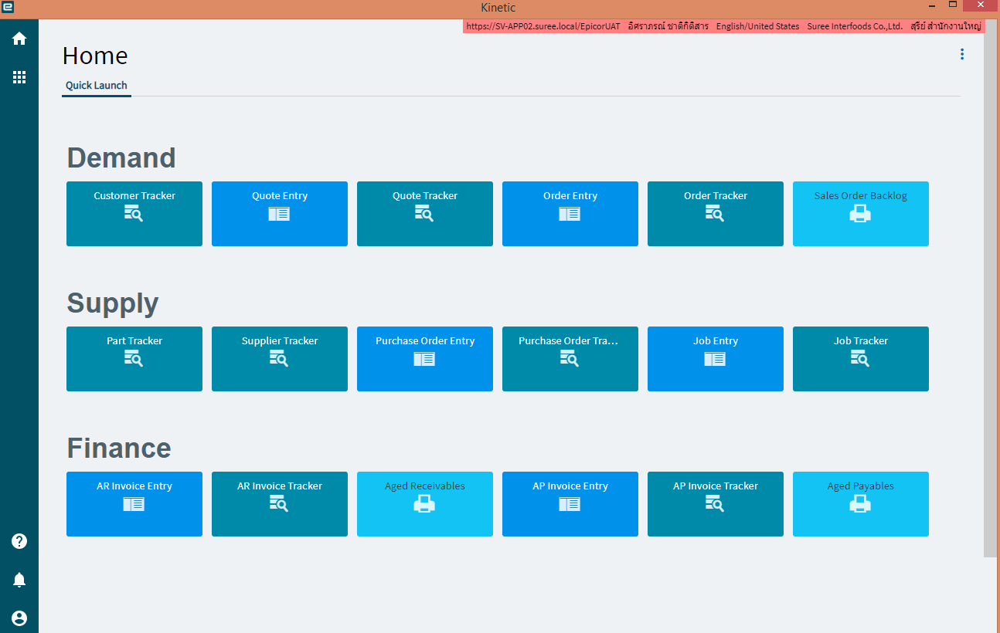 Kinetic
https://SV-APP02.suree.local/EpicorUAT อิศราภรณ์ ชาติกิติสาร English/United States Suree Interfoods Co.,Ltd. สุรีย์ สำนักงานใหญ่
Home
Quick Launch
Demand
Customer Tracker Quote Entry Quote Tracker Order Entry Order Tracker Sales Order Backlog
Supply
Part Tracker Supplier Tracker Purchase Order Entry Purchase Order Tra... Job Entry Job Tracker
Finance
AR Invoice Entry AR Invoice Tracker Aged Receivables AP Invoice Entry AP Invoice Tracker Aged Payables